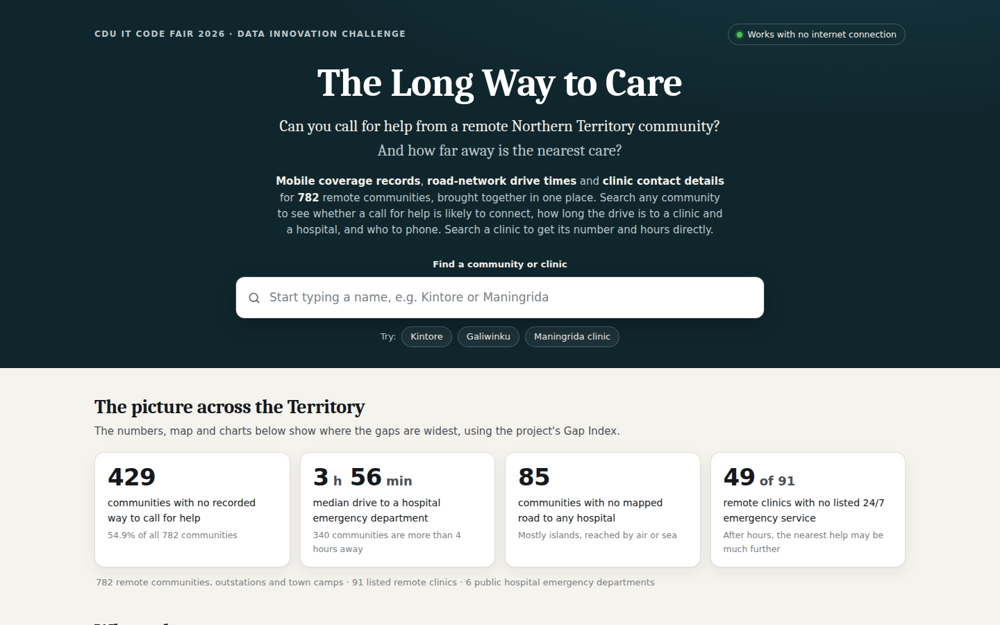 CDU IT CODE FAIR 2026 · DATA INNOVATION CHALLENGE
Works with no internet connection
The Long Way to Care
Can you call for help from a remote Northern Territory community?
And how far away is the nearest care?
Mobile coverage records, road-network drive times and clinic contact details
for 782 remote communities, brought together in one place. Search any community
to see whether a call for help is likely to connect, how long the drive is to a clinic and
a hospital, and who to phone. Search a clinic to get its number and hours directly.
Find a community or clinic
Start typing a name, e.g. Kintore or Maningrida
Try: Kintore Galiwinku Maningrida clinic
The picture across the Territory
The numbers, map and charts below show where the gaps are widest, using the project's Gap Index.
429
communities with no recorded
way to call for help
54.9% of all 782 communities
3 h 56 min
median drive to a hospital
emergency department
340 communities are more than 4
hours away
85
communities with no mapped
road to any hospital
Mostly islands, reached by air or sea
49 of 91
remote clinics with no listed 24/7
emergency service
After hours, the nearest help may be
much further
782 remote communities, outstations and town camps · 91 listed remote clinics · 6 public hospital emergency departments